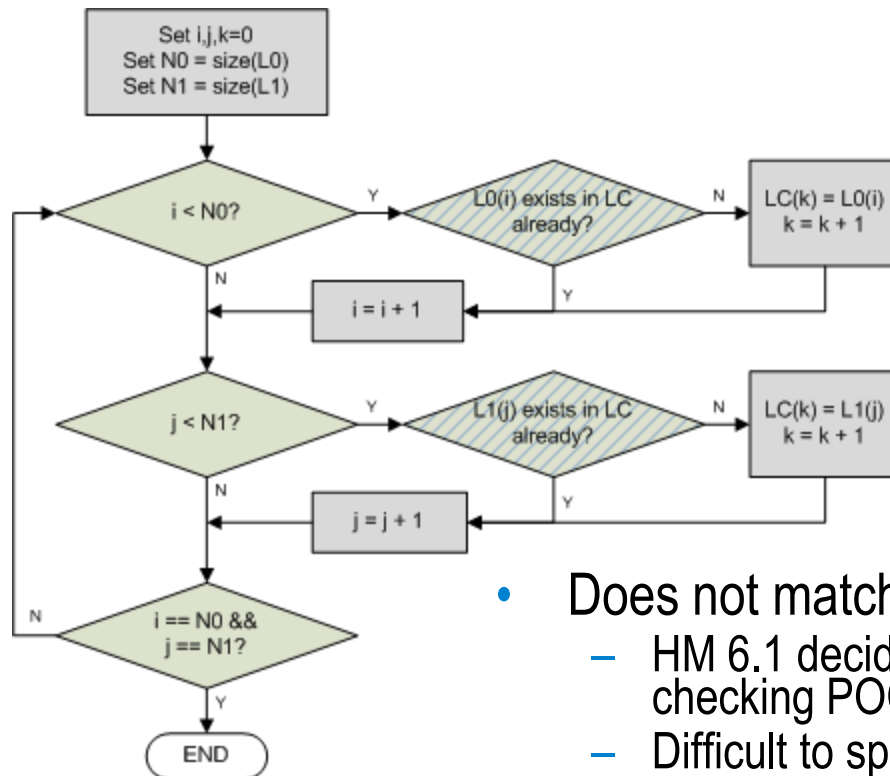 Set i,j,k=0
Set N0 = size(L0)
Set N1 = size(L1)
i < N0?
Y
L0(i) exists in LC
already?
N
LC(k) = L0(i)
k = k + 1
N
Y
i = i + 1
j < N1?
Y
L1(j) exists in LC
already?
N
LC(k) = L1(j)
k = k + 1
N
Y
j = j + 1
N
i == N0 &&
j == N1?
Y
END
• Does not match
– HM 6.1 decid
checking PO
– Difficult to sp